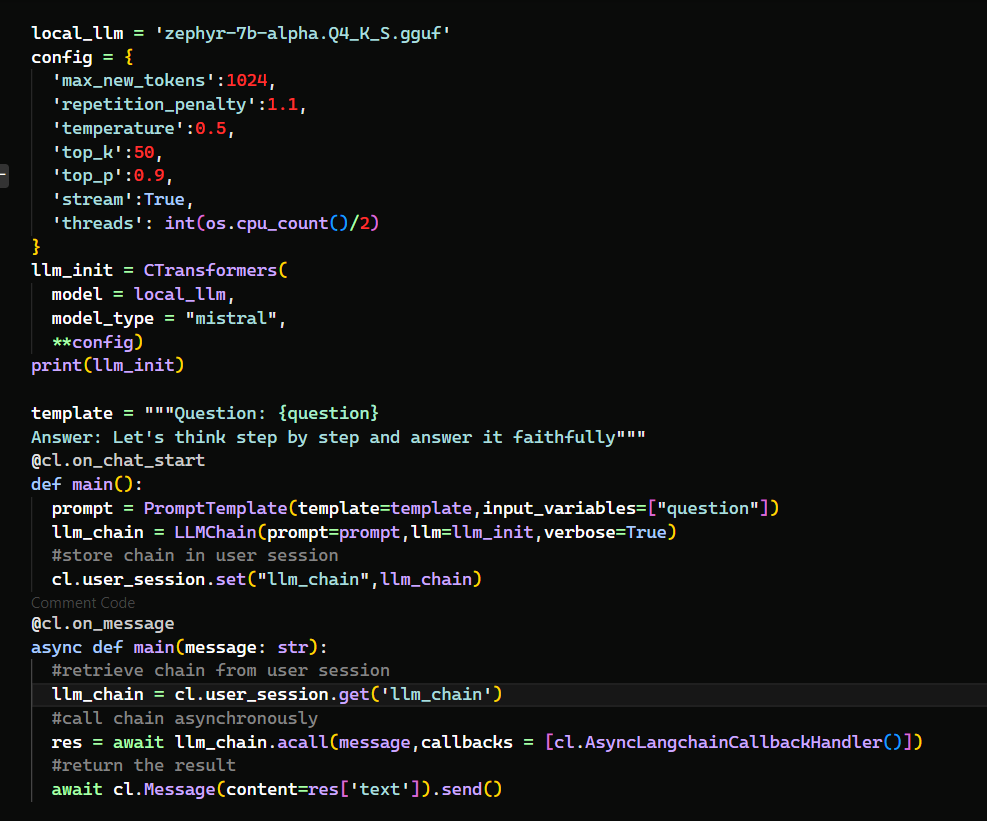 local_llm = 'zephyr-7b-alpha.Q4_K_S.gguf'
config = {
  'max_new_tokens':1024,
  'repetition_penalty':1.1,
  'temperature':0.5,
  'top_k':50,
  'top_p':0.9,
  'stream':True,
  'threads': int(os.cpu_count()/2)
}
llm_init = CTransformers(
  model = local_llm,
  model_type = "mistral",
  **config)
print(llm_init)

template = """Question: {question}
Answer: Let's think step by step and answer it faithfully"""
@cl.on_chat_start
def main():
  prompt = PromptTemplate(template=template,input_variables=["question"])
  llm_chain = LLMChain(prompt=prompt,llm=llm_init,verbose=True)
  #store chain in user session
  cl.user_session.set("llm_chain",llm_chain)
Comment Code
@cl.on_message
async def main(message: str):
  #retrieve chain from user session
  llm_chain = cl.user_session.get('llm_chain')
  #call chain asynchronously
  res = await llm_chain.acall(message,callbacks = [cl.AsyncLangchainCallbackHandler()])
  #return the result
  await cl.Message(content=res['text']).send()